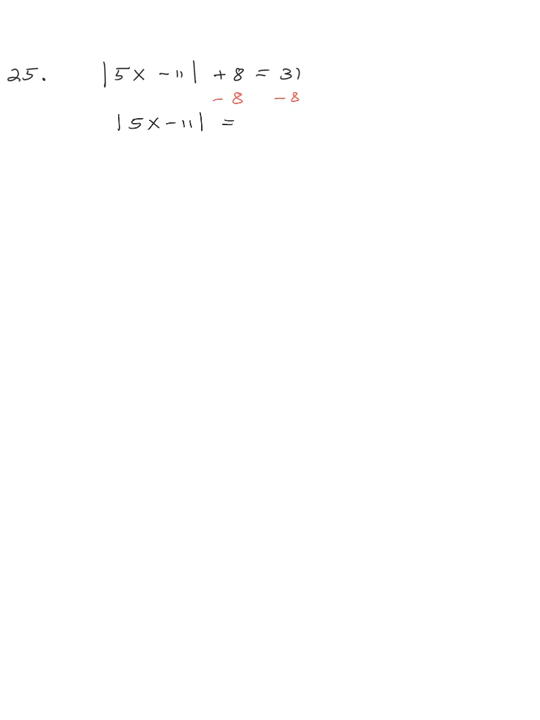 25. |5x - 11| + 8 = 31
- 8 - 8
|5x - 11| =